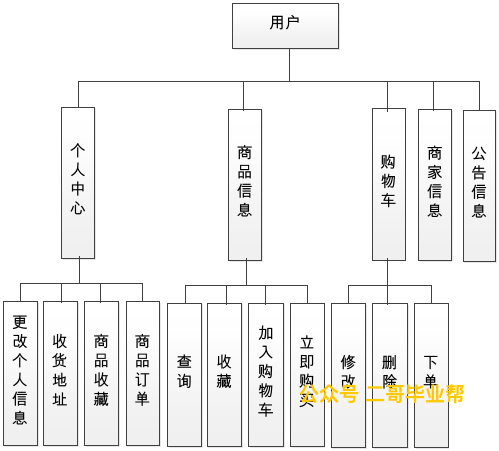 用户
个人中心
商品信息
购物车
商家信息
公告信息
更改个人信息
收货地址
商品收藏
商品订单
查询
收藏
加入购物车
立即购买
修改
删除
下单
公众号 二哥毕业帮